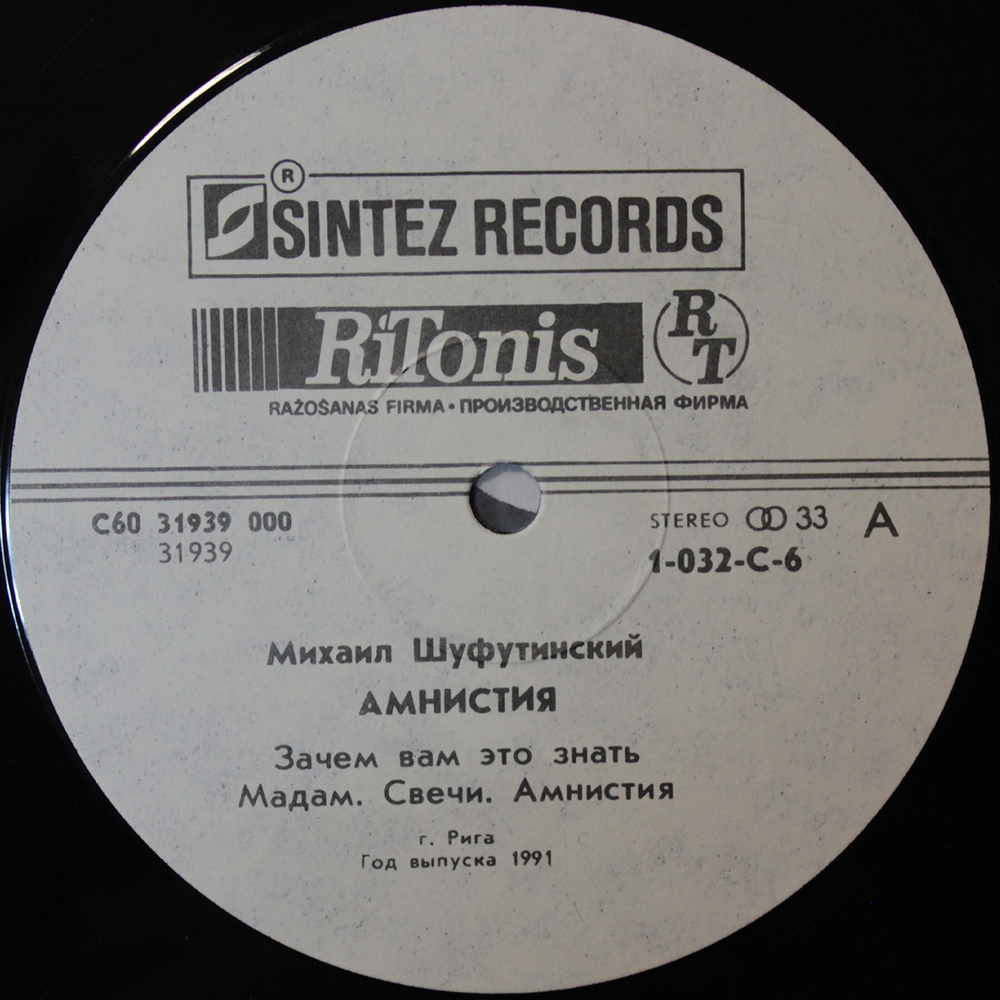 ®
SINTEZ RECORDS
RiTonis RT
RAŽOŠANAS FIRMA • ПРОИЗВОДСТВЕННАЯ ФИРМА
С60 31939 000
31939
STEREO 33 A
1-032-С-6
Михаил Шуфутинский
АМНИСТИЯ
Зачем вам это знать
Мадам. Свечи. Амнистия
г. Рига
Год выпуска 1991